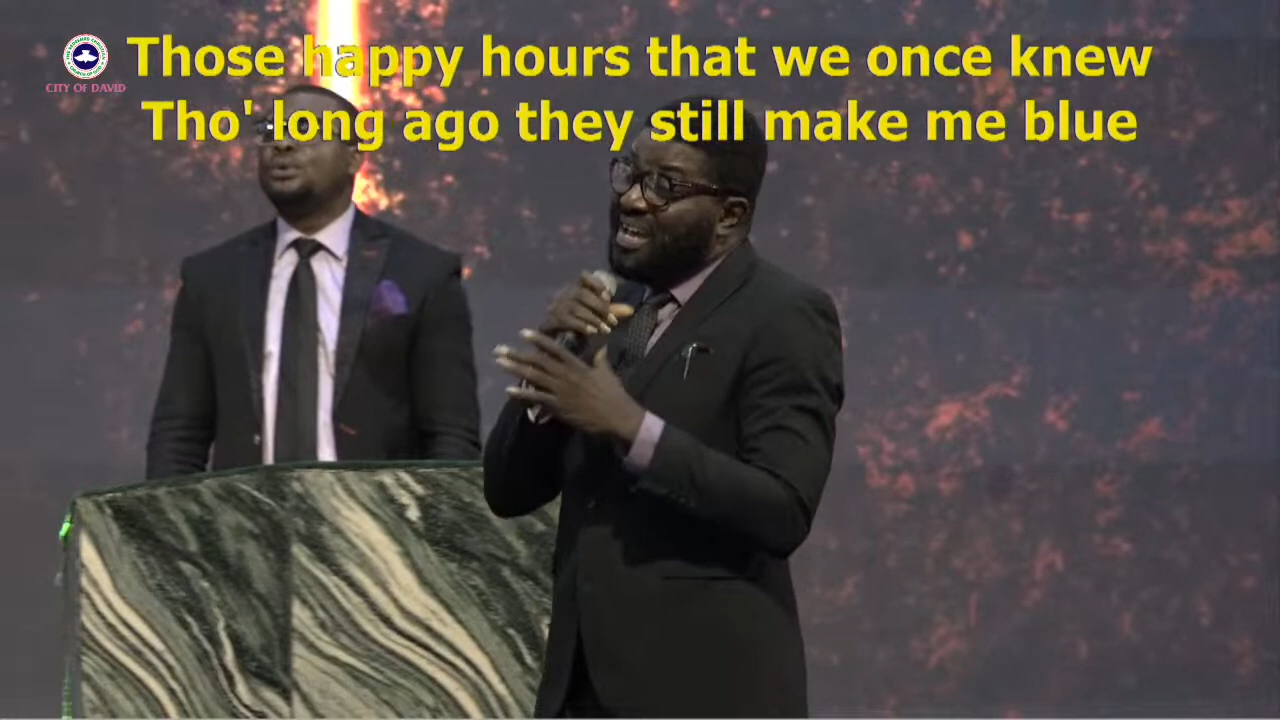 Those happy hours that we once knew
Tho' long ago they still make me blue
CITY OF DAVID